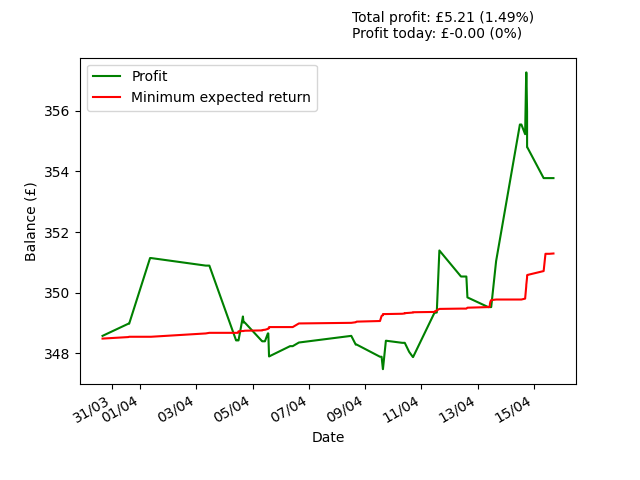 Total profit: £5.21 (1.49%)
Profit today: £-0.00 (0%)
Profit
Minimum expected return
Balance (£)
356
354
352
350
348
31/03
01/04
03/04
05/04
07/04
09/04
11/04
13/04
15/04
Date